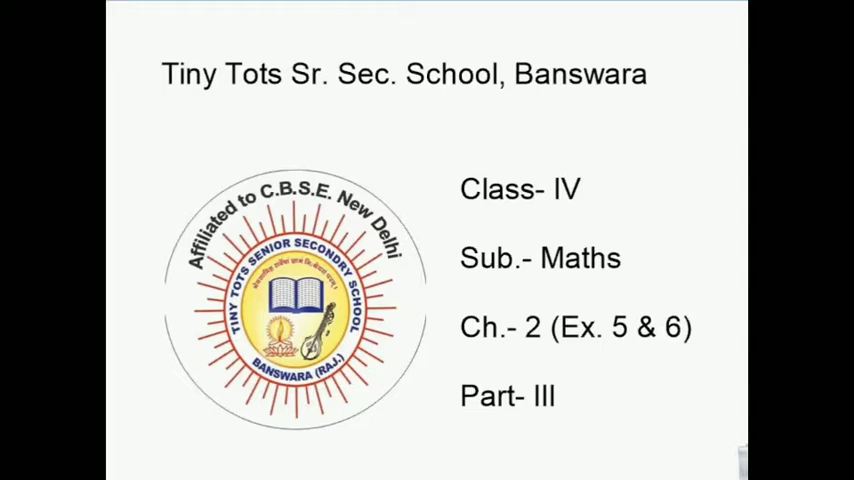 Tiny Tots Sr. Sec. School, Banswara
Affiliated to C.B.S.E. New Delhi
TINY TOTS SENIOR SECONDRY SCHOOL
BANSWARA (RAJ.)
Class- IV
Sub.- Maths
Ch.- 2 (Ex. 5 & 6)
Part- III